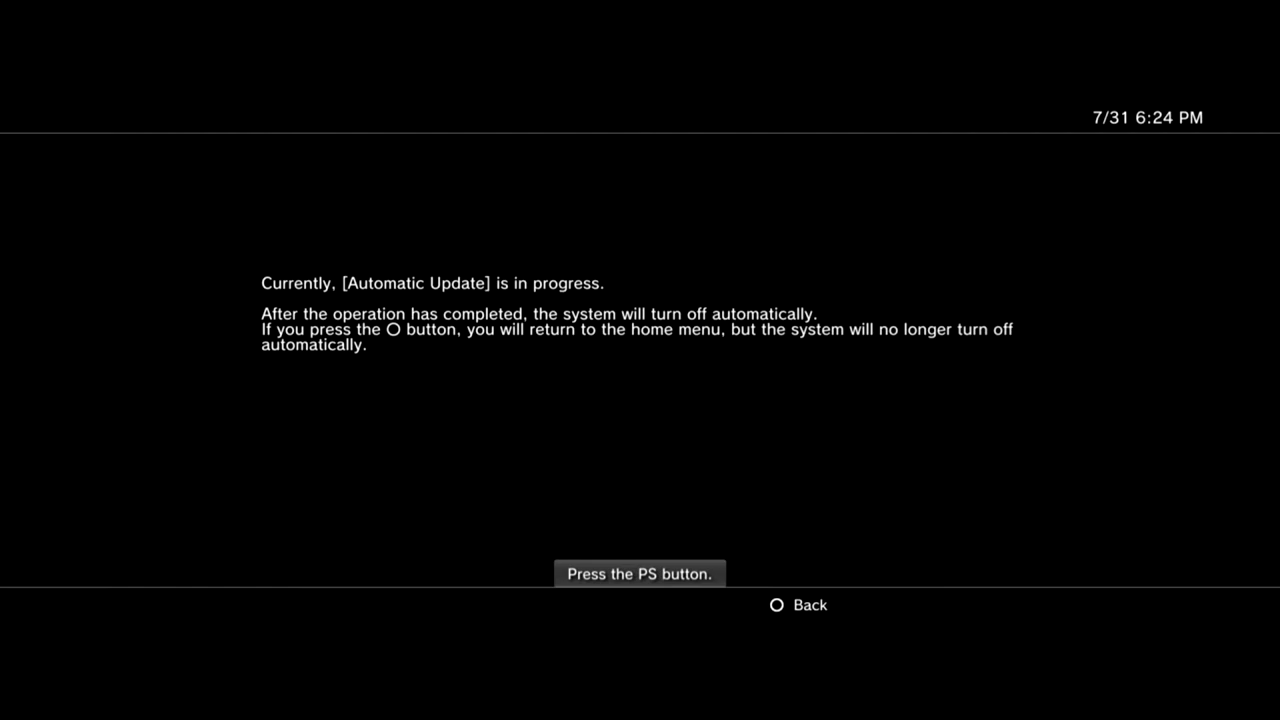 7/31 6:24 PM
Currently, [Automatic Update] is in progress.
After the operation has completed, the system will turn off automatically.
If you press the O button, you will return to the home menu, but the system will no longer turn off
automatically.
Press the PS button.
O Back